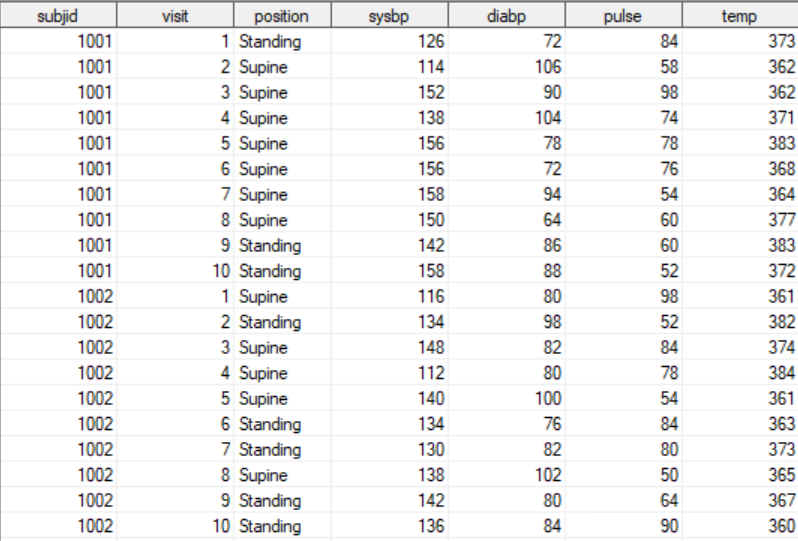 subjid visit position sysbp diabp pulse temp
1001 1 Standing 126 72 84 373
1001 2 Supine 114 106 58 362
1001 3 Supine 152 90 98 362
1001 4 Supine 138 104 74 371
1001 5 Supine 156 78 78 383
1001 6 Supine 156 72 76 368
1001 7 Supine 158 94 54 364
1001 8 Supine 150 64 60 377
1001 9 Standing 142 86 60 383
1001 10 Standing 158 88 52 372
1002 1 Supine 116 80 98 361
1002 2 Standing 134 98 52 382
1002 3 Supine 148 82 84 374
1002 4 Supine 112 80 78 384
1002 5 Supine 140 100 54 361
1002 6 Standing 134 76 84 363
1002 7 Standing 130 82 80 373
1002 8 Supine 138 102 50 365
1002 9 Standing 142 80 64 367
1002 10 Standing 136 84 90 360